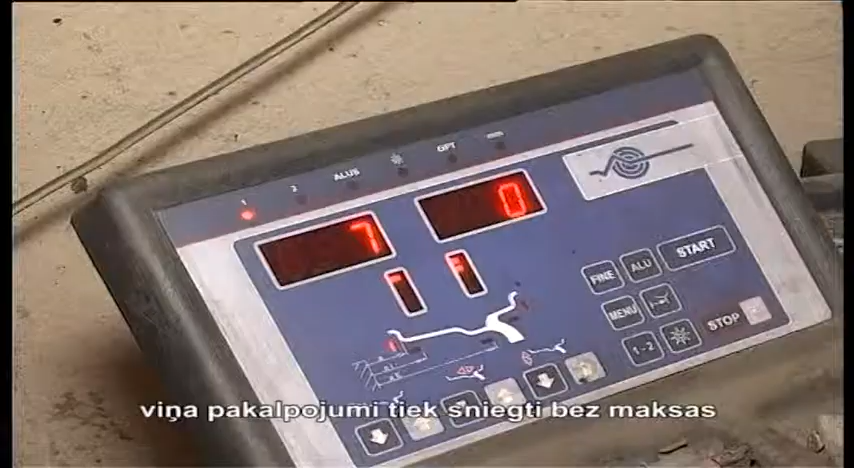 1 2 ALUS OPT
7 0
FINE ALU START
MENU
1-2 STOP
viņa pakalpojumi tiek sniegti bez maksas